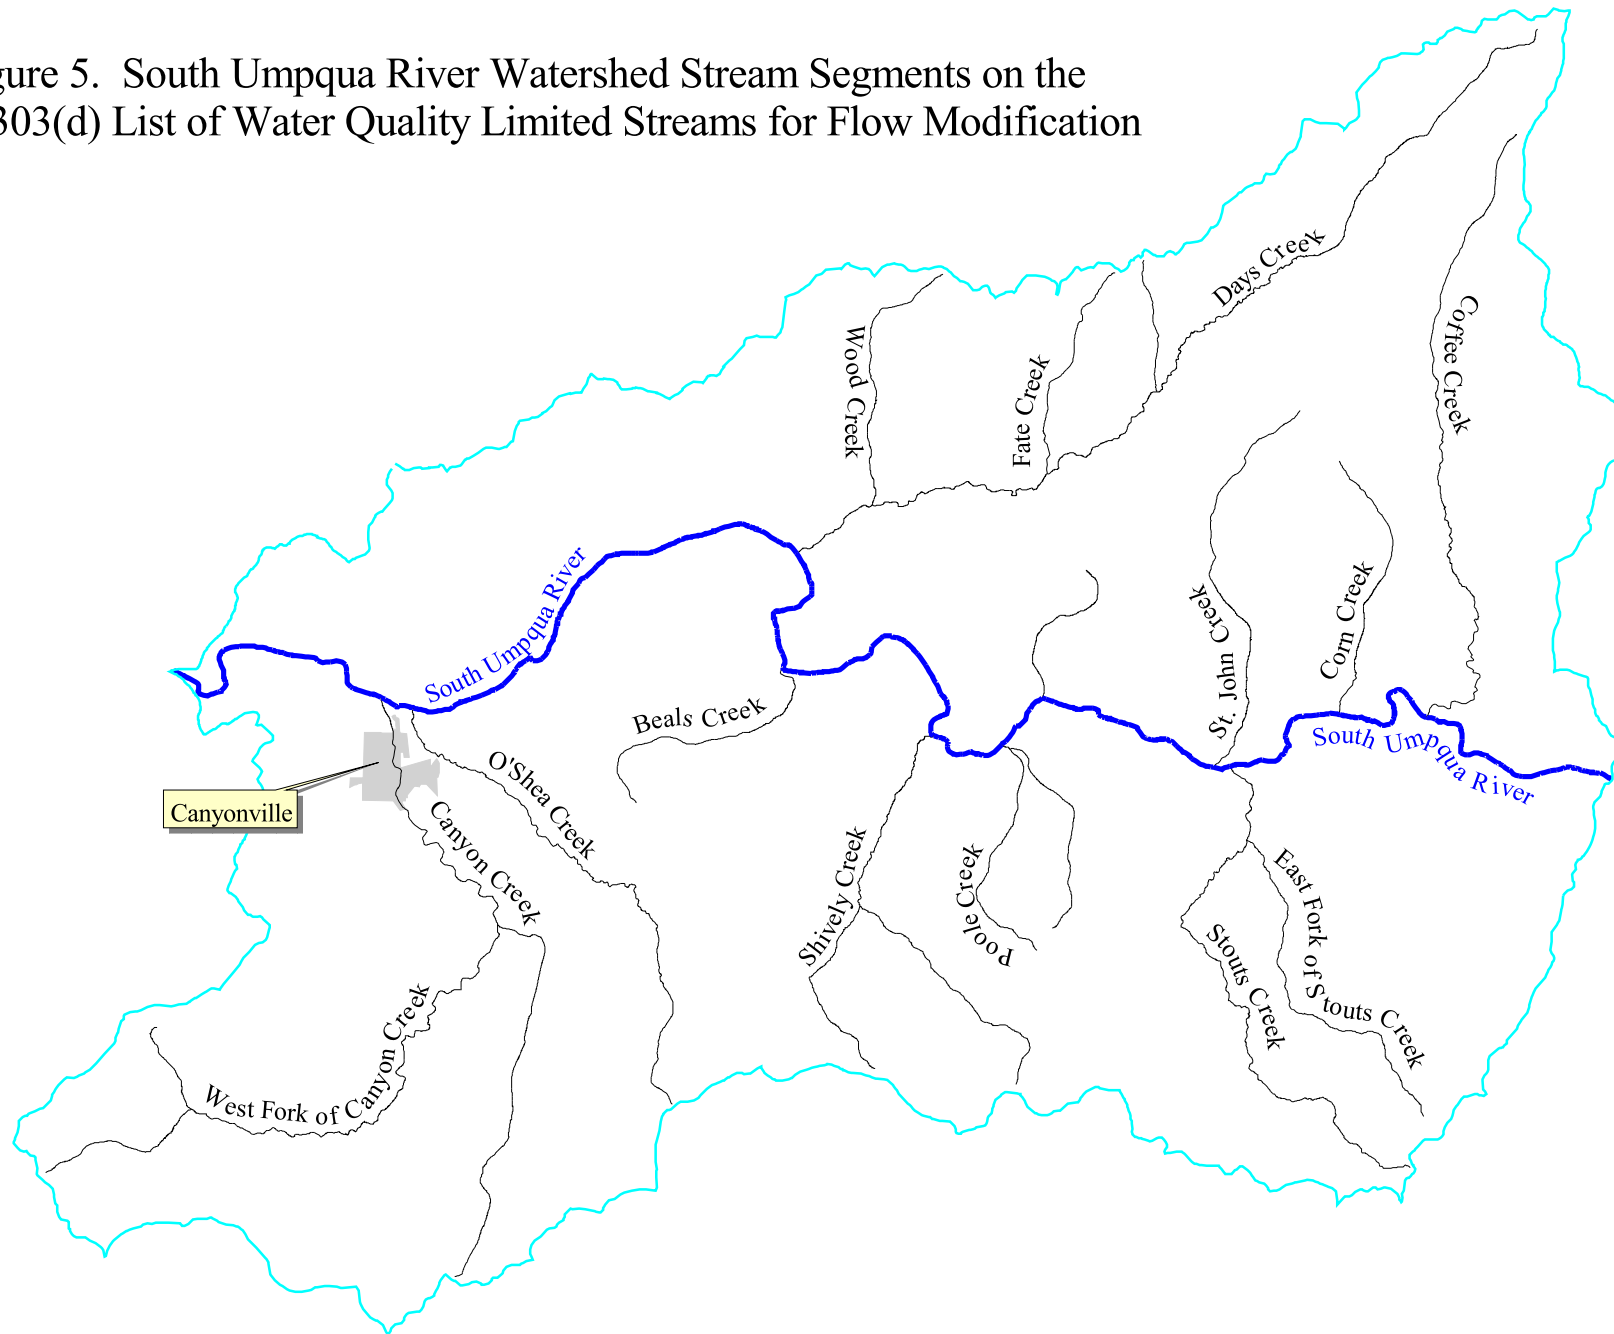 gure 5. South Umpqua River Watershed Stream Segments on the
303(d) List of Water Quality Limited Streams for Flow Modification
Days Creek
Coffee Creek
Wood Creek
Fate Creek
South Umpqua River
St. John Creek
Corn Creek
Beals Creek
South Umpqua River
O'Shea Creek
Canyonville
Canyon Creek
Shively Creek
Poole Creek
East Fork of Stouts Creek
Stouts Creek
West Fork of Canyon Creek